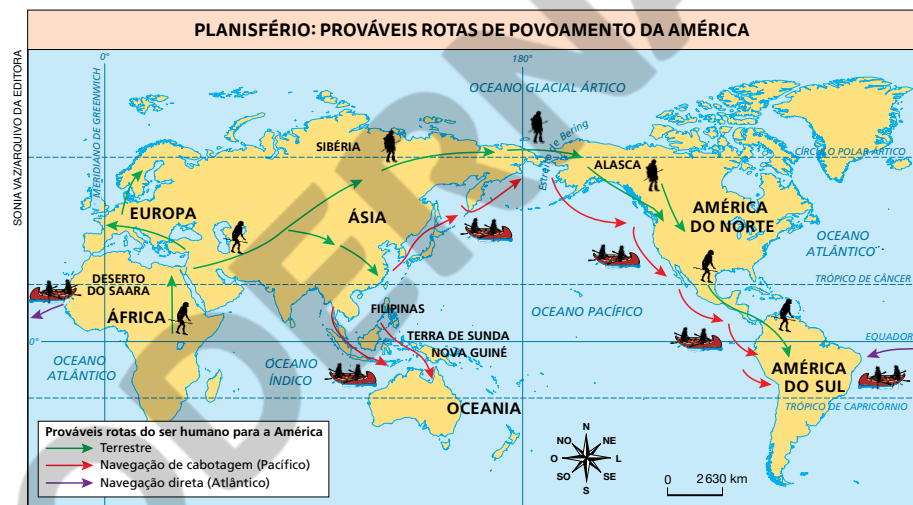 PLANISFÉRIO: PROVÁVEIS ROTAS DE POVOAMENTO DA AMÉRICA
SONIA VAZ/ARQUIVO DA EDITORA
0°
180°
MERIDIANO DE GREENWICH
OCEANO GLACIAL ÁRTICO
Estreito de Bering
SIBÉRIA
ALASCA
CÍRCULO POLAR ÁRTICO
EUROPA
ÁSIA
AMÉRICA
DO NORTE
OCEANO
ATLÂNTICO
DESERTO
DO SAARA
TRÓPICO DE CÂNCER
ÁFRICA
FILIPINAS
OCEANO PACÍFICO
TERRA DE SUNDA
NOVA GUINÉ
EQUADOR
OCEANO
ATLÂNTICO
OCEANO
ÍNDICO
AMÉRICA
DO SUL
OCEANIA
TRÓPICO DE CAPRICÓRNIO
Prováveis rotas do ser humano para a América
Terrestre
Navegação de cabotagem (Pacífico)
Navegação direta (Atlântico)
N
NO
NE
O
L
SO
SE
S
0
2630 km